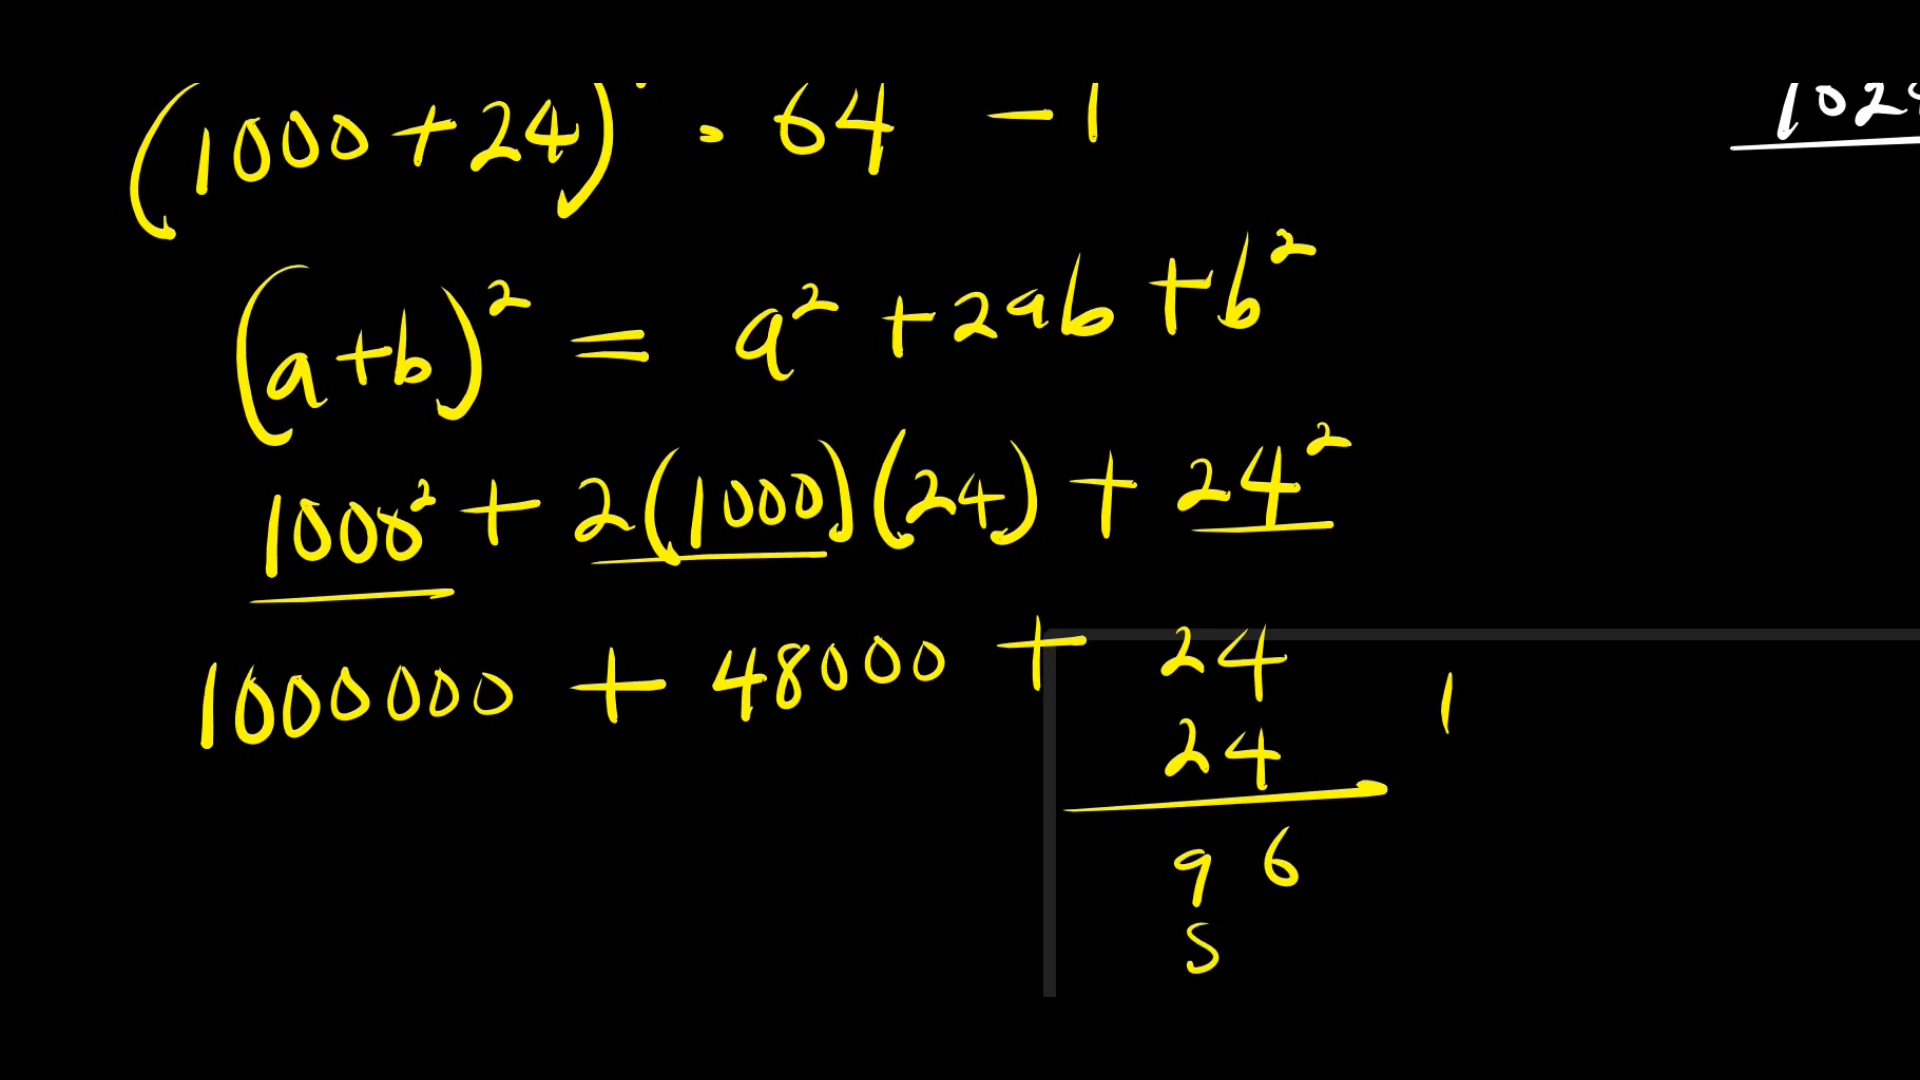 (1000+24) · 64 - 1
102
(a+b)² = a² + 2ab + b²
1000² + 2(1000)(24) + 24²
1000000 + 48000 + 24
1
24
96
5